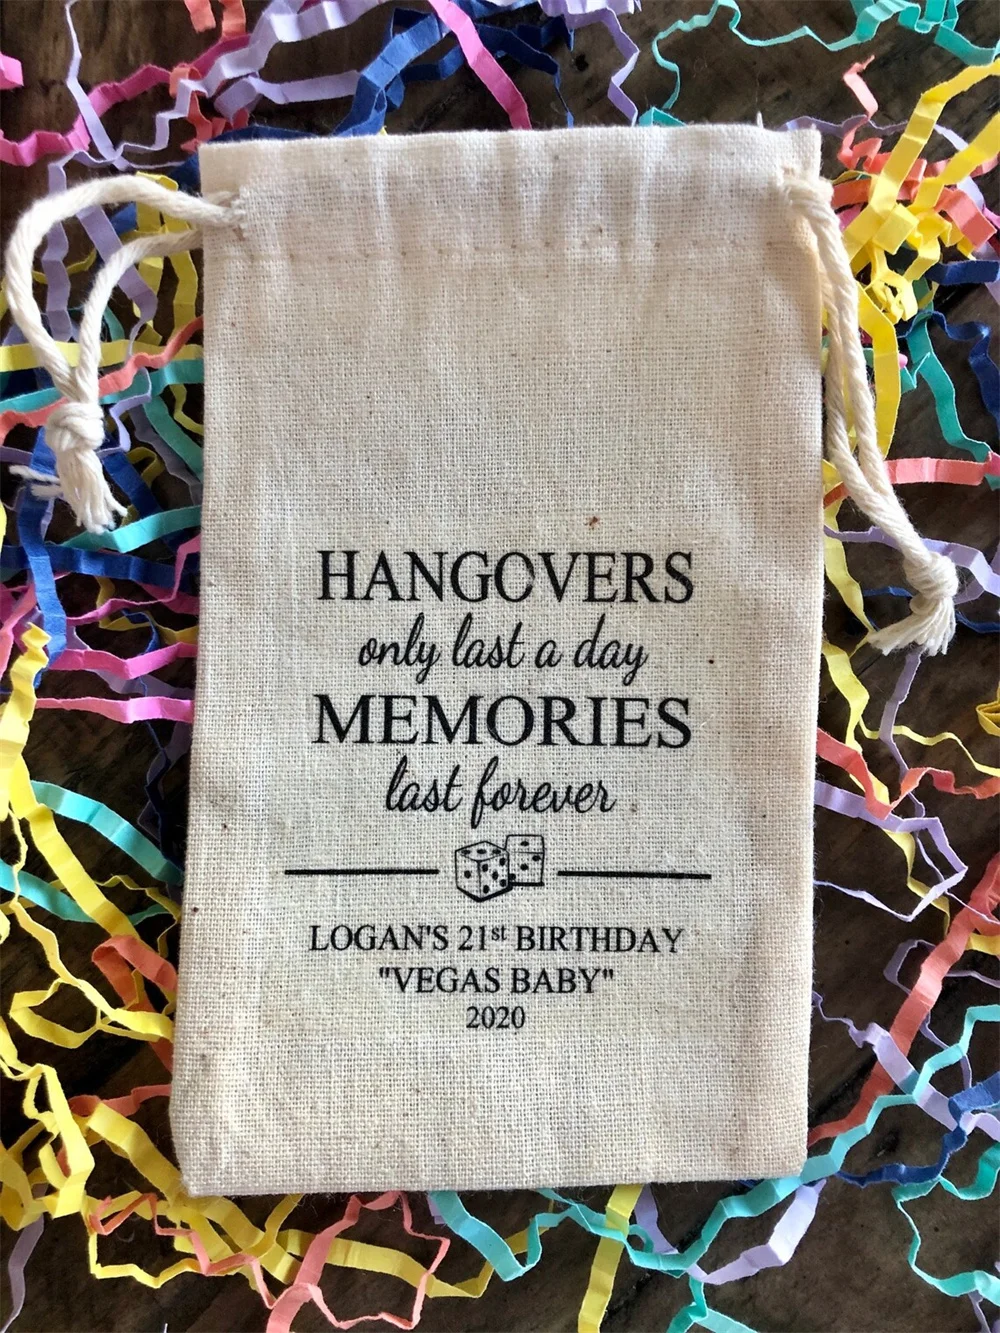 HANGOVERS
only last a day
MEMORIES
last forever
LOGAN'S 21st BIRTHDAY
"VEGAS BABY"
2020